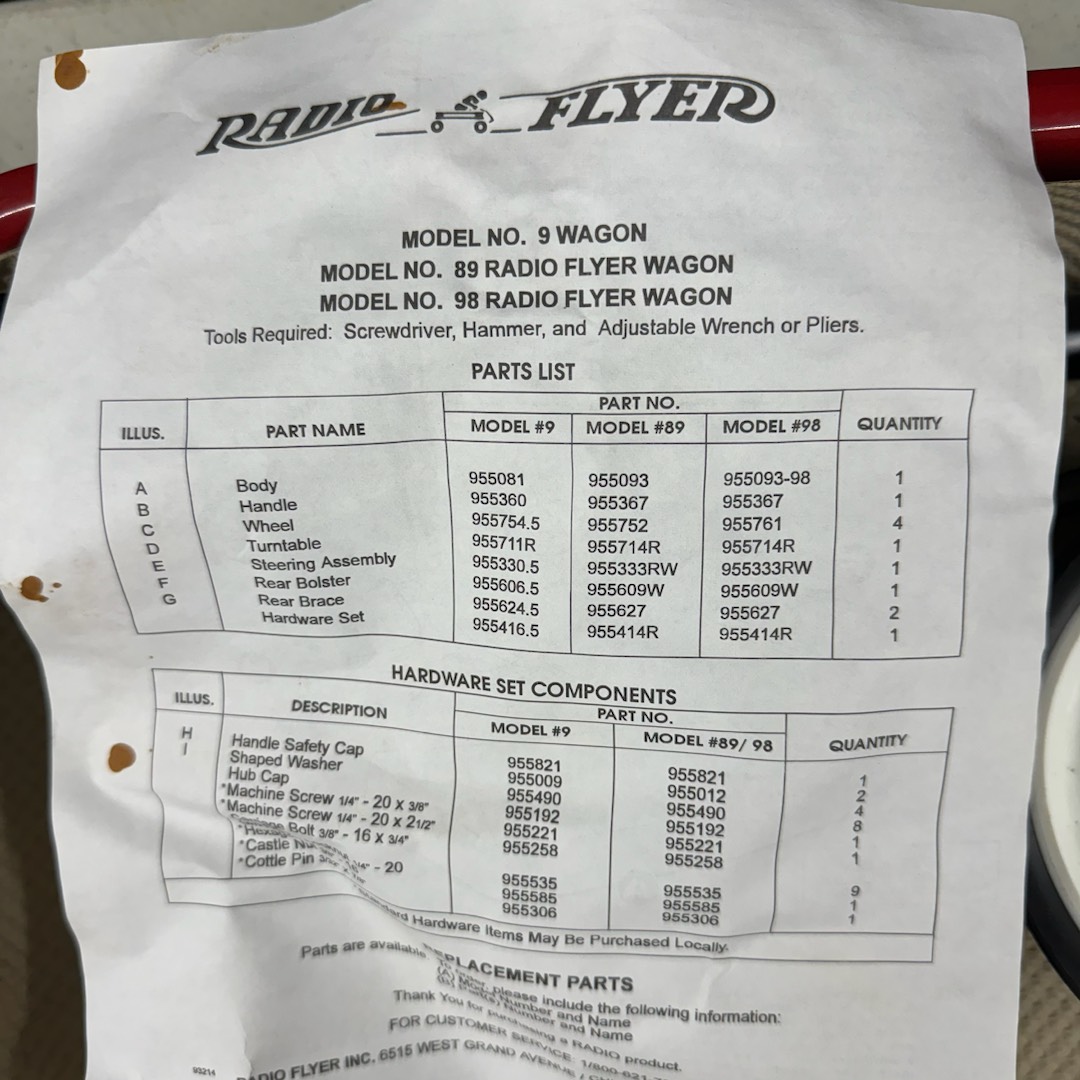 RADIO FLYER
MODEL NO. 9 WAGON
MODEL NO. 89 RADIO FLYER WAGON
MODEL NO. 98 RADIO FLYER WAGON
Tools Required: Screwdriver, Hammer, and Adjustable Wrench or Pliers.
PARTS LIST
PART NO.
ILLUS. PART NAME MODEL #9 MODEL #89 MODEL #98 QUANTITY
A Body 955081 955093 955093-98 1
B Handle 955360 955367 955367 1
C Wheel 955754.5 955752 955761 4
D Turntable 955711R 955714R 955714R 1
E Steering Assembly 955330.5 955333RW 955333RW 1
F Rear Bolster 955606.5 955609W 955609W 1
G Rear Brace 955624.5 955627 955627 2
Hardware Set 955416.5 955414R 955414R 1
HARDWARE SET COMPONENTS
PART NO.
ILLUS. DESCRIPTION MODEL #9 MODEL #89/ 98 QUANTITY
H Handle Safety Cap 955821 955821 1
I Shaped Washer 955009 955012 2
Hub Cap 955490 955490 4
*Machine Screw 1/4" - 20 X 3/8" 955192 955192 8
*Machine Screw 1/4" - 20 X 2 1/2" 955221 955221 1
Bolt 3/8" - 16 X 3/4" 955258 955258 1
- 20 955535 955535 9
*Castle 955585 955585 1
*Cottle Pin 955306 955306 1
Hardware Items May Be Purchased Locally.
REPLACEMENT PARTS
Parts are available
please include the following information:
(A) Model Number and Name
Number and Name
Thank You for purchasing a RADIO product.
FOR CUSTOMER SERVICE
RADIO FLYER INC. 6515 WEST GRAND AVENUE
93214